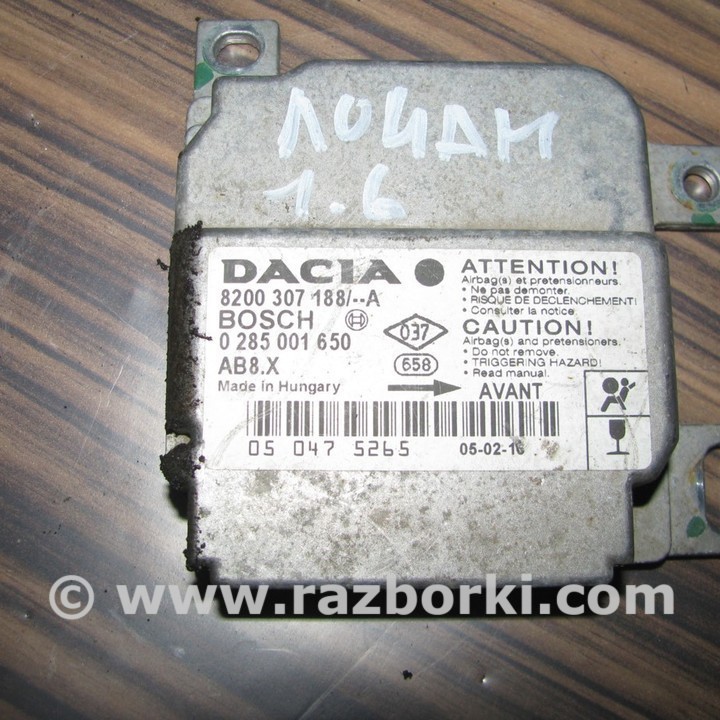 ЛОИДАН
1.6
DACIA
8200 307 188/--A
BOSCH
0 285 001 650
AB8.X
Made in Hungary
037
658
ATTENTION!
Airbag(s) et pretensionneurs.
• Ne pas demonter.
• RISQUE DE DECLENCHEMENT!
• Consulter la notice.
CAUTION!
Airbag(s) and pretensioners.
• Do not remove.
• TRIGGERING HAZARD!
• Read manual.
AVANT
05 047 5265
05-02-16
© www.razborki.com